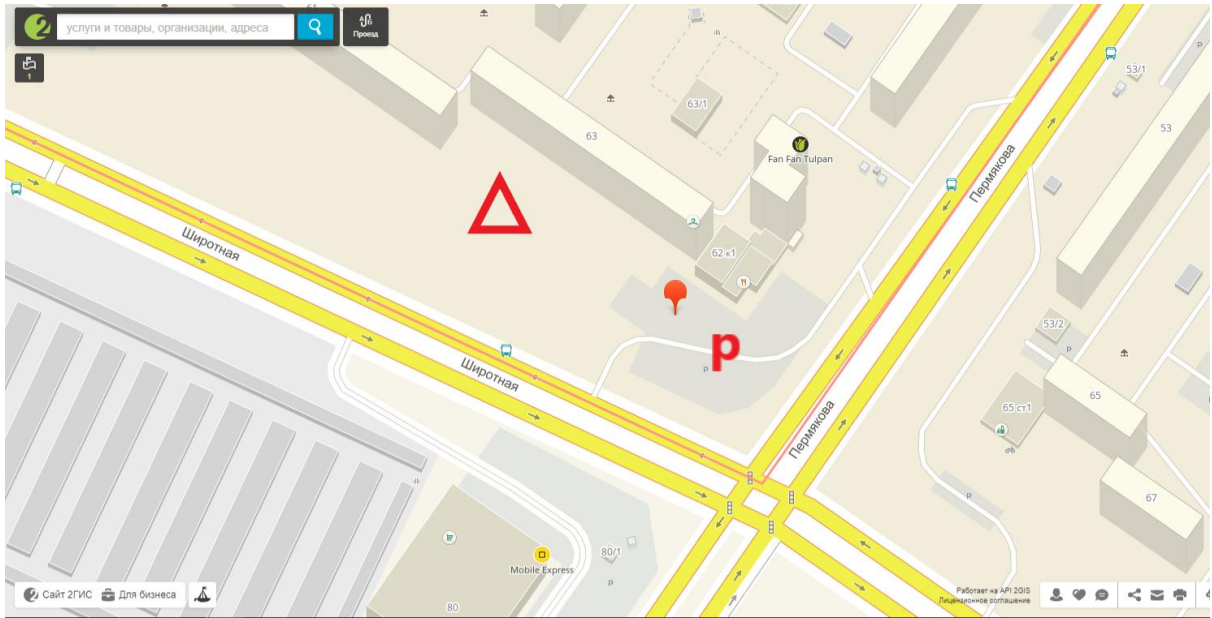 услуги и товары, организации, адреса
Проезд
1
63/1
63
Fan Fan Tulpan
53/1
P
53
Пермякова
62 к1
Широтная
53/2
P
p
P
65
65 ст1
Широтная
Пермякова
P
67
80/1
Mobile Express
P
80
Сайт 2ГИС
Для бизнеса
Работает на API 2GIS
Лицензионное соглашение